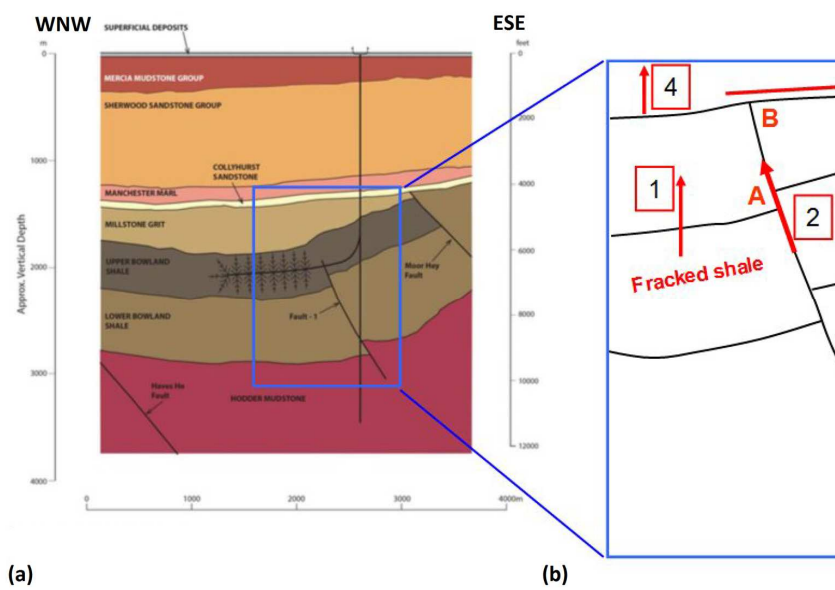 WNW
SUPERFICIAL DEPOSITS
ESE
m
feet
0
0
MERCIA MUDSTONE GROUP
SHERWOOD SANDSTONE GROUP
2000
1000
COLLYHURST
SANDSTONE
MANCHESTER MARL
4000
MILLSTONE GRIT
Approx. Vertical Depth
UPPER BOWLAND
SHALE
2000
6000
Moor Hey
Fault
LOWER BOWLAND
SHALE
Fault - 1
8000
3000
Haves Ho
Fault
HODDER MUDSTONE
10000
12000
4000
0
1000
2000
3000
4000m
(a)
4
B
1
A
2
Fracked shale
(b)